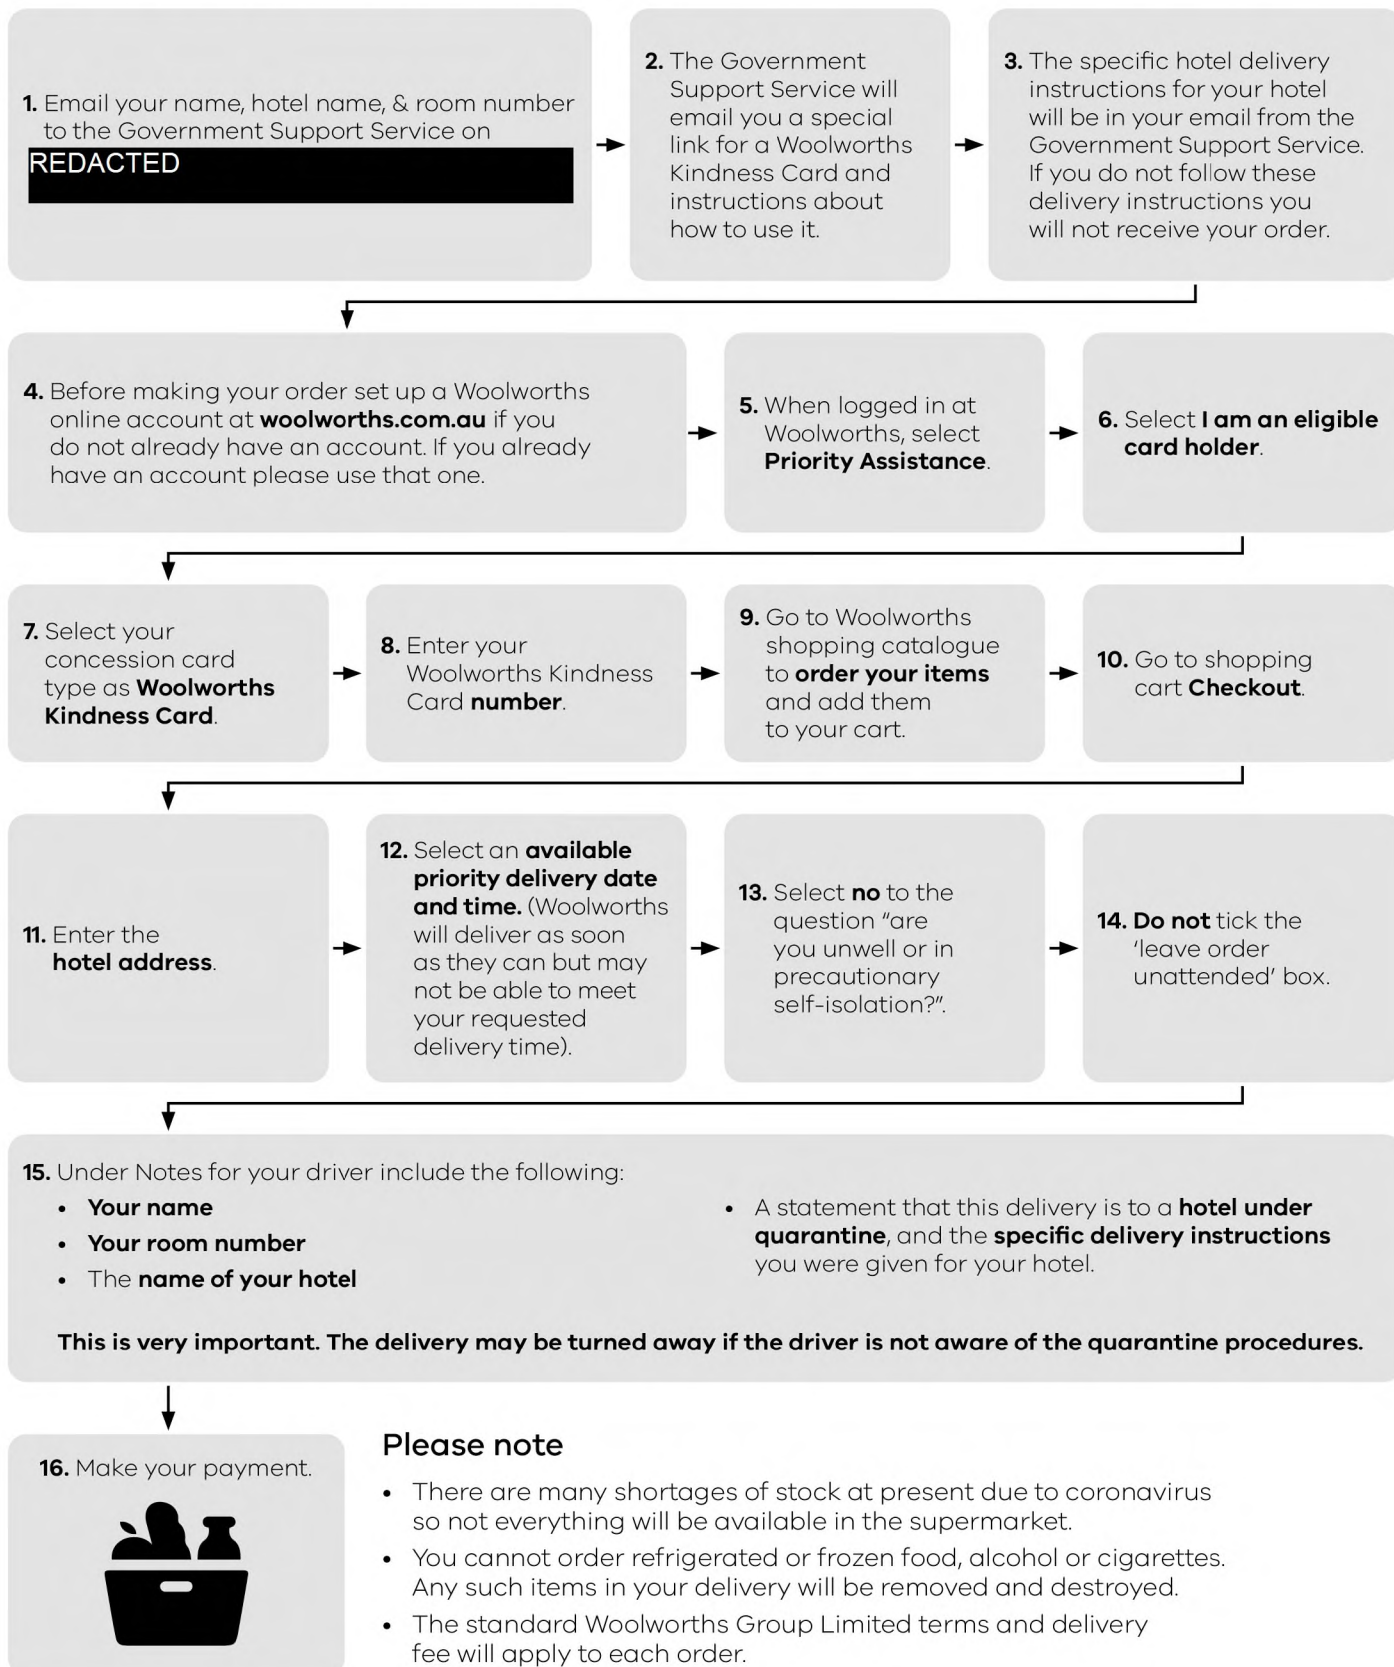 1. Email your name, hotel name, & room number
to the Government Support Service on
REDACTED
2. The Government
Support Service will
email you a special
link for a Woolworths
Kindness Card and
instructions about
how to use it.
3. The specific hotel delivery
instructions for your hotel
will be in your email from the
Government Support Service.
If you do not follow these
delivery instructions you
will not receive your order.
4. Before making your order set up a Woolworths
online account at woolworths.com.au if you
do not already have an account. If you already
have an account please use that one.
5. When logged in at
Woolworths, select
Priority Assistance.
6. Select I am an eligible
card holder.
7. Select your
concession card
type as Woolworths
Kindness Card.
8. Enter your
Woolworths Kindness
Card number.
9. Go to Woolworths
shopping catalogue
to order your items
and add them
to your cart.
10. Go to shopping
cart Checkout.
11. Enter the
hotel address.
12. Select an available
priority delivery date
and time. (Woolworths
will deliver as soon
as they can but may
not be able to meet
your requested
delivery time).
13. Select no to the
question "are
you unwell or in
precautionary
self-isolation?".
14. Do not tick the
'leave order
unattended' box.
15. Under Notes for your driver include the following:
• Your name
• Your room number
• The name of your hotel
• A statement that this delivery is to a hotel under
quarantine, and the specific delivery instructions
you were given for your hotel.
This is very important. The delivery may be turned away if the driver is not aware of the quarantine procedures.
16. Make your payment.
Please note
• There are many shortages of stock at present due to coronavirus
so not everything will be available in the supermarket.
• You cannot order refrigerated or frozen food, alcohol or cigarettes.
Any such items in your delivery will be removed and destroyed.
• The standard Woolworths Group Limited terms and delivery
fee will apply to each order.